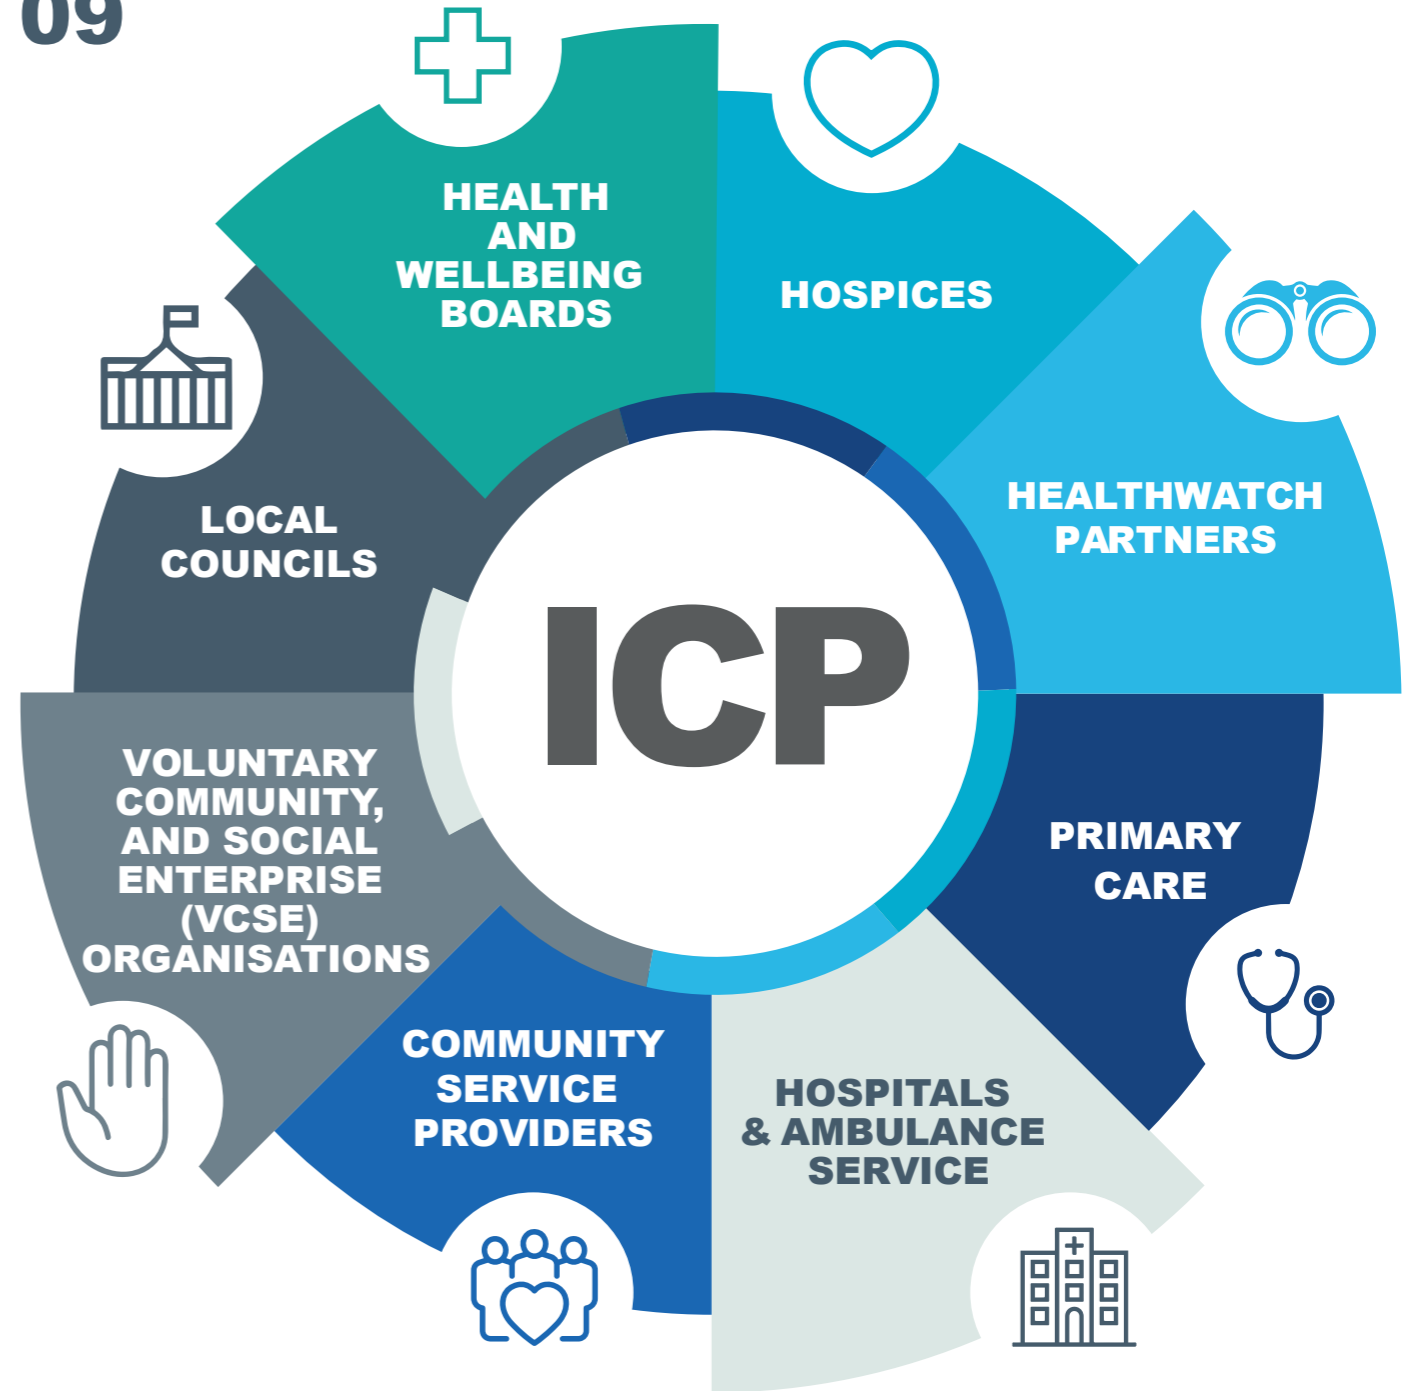 09
HEALTH
AND
WELLBEING
BOARDS
HOSPICES
HEALTHWATCH
PARTNERS
PRIMARY
CARE
HOSPITALS
& AMBULANCE
SERVICE
COMMUNITY
SERVICE
PROVIDERS
VOLUNTARY
COMMUNITY,
AND SOCIAL
ENTERPRISE
(VCSE)
ORGANISATIONS
LOCAL
COUNCILS
ICP